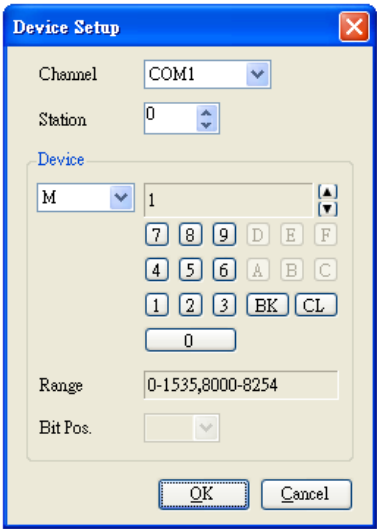 Device Setup
Channel COM1
Station 0
Device
M 1
7 8 9 D E F
4 5 6 A B C
1 2 3 BK CL
0
Range 0-1535,8000-8254
Bit Pos.
OK Cancel